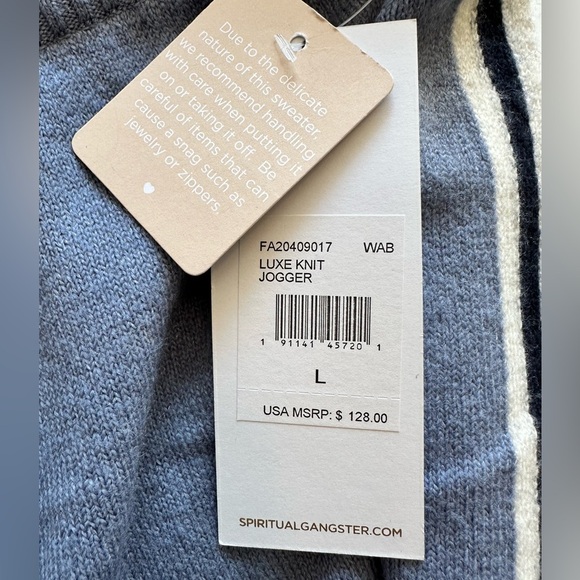 Due to the delicate
nature of this sweater,
we recommend handling
with care when putting it
on or taking it off. Be
careful of items that can
cause a snag such as
jewelry or zippers.
FA20409017 WAB
LUXE KNIT
JOGGER
1 91141 45720 1
L
USA MSRP: $ 128.00
SPIRITUALGANGSTER.COM